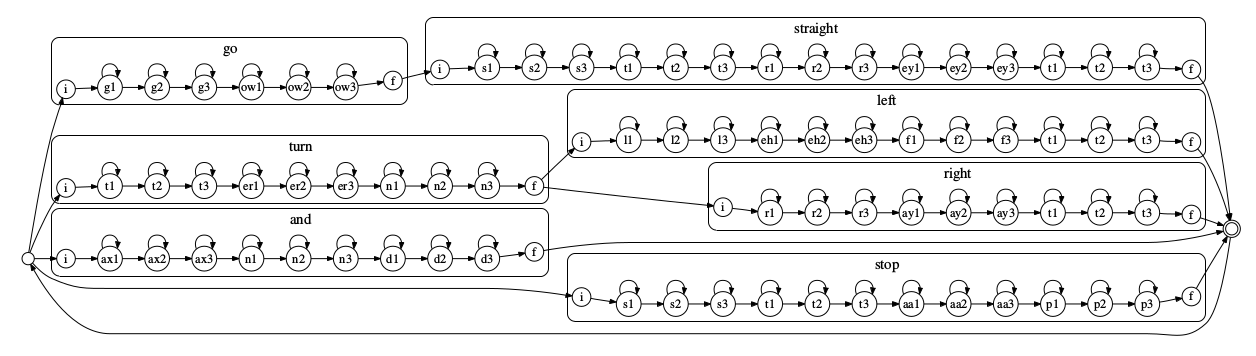 straight
i s1 s2 s3 t1 t2 t3 r1 r2 r3 ey1 ey2 ey3 t1 t2 t3 f
go
i g1 g2 g3 ow1 ow2 ow3 f
left
i l1 l2 l3 eh1 eh2 eh3 f1 f2 f3 t1 t2 t3 f
turn
i t1 t2 t3 er1 er2 er3 n1 n2 n3 f
right
i r1 r2 r3 ay1 ay2 ay3 t1 t2 t3 f
and
i ax1 ax2 ax3 n1 n2 n3 d1 d2 d3 f
stop
i s1 s2 s3 t1 t2 t3 aa1 aa2 aa3 p1 p2 p3 f